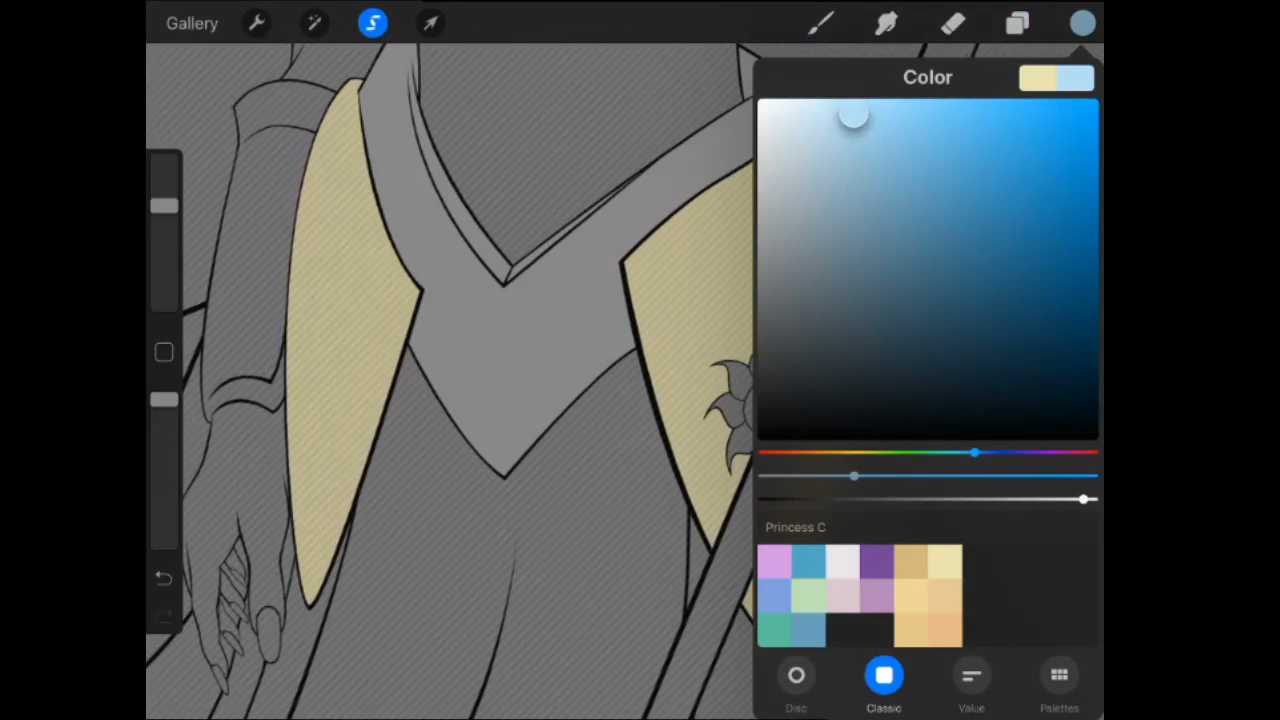 Gallery
Color
Princess C
Disc
Classic
Value
Palettes